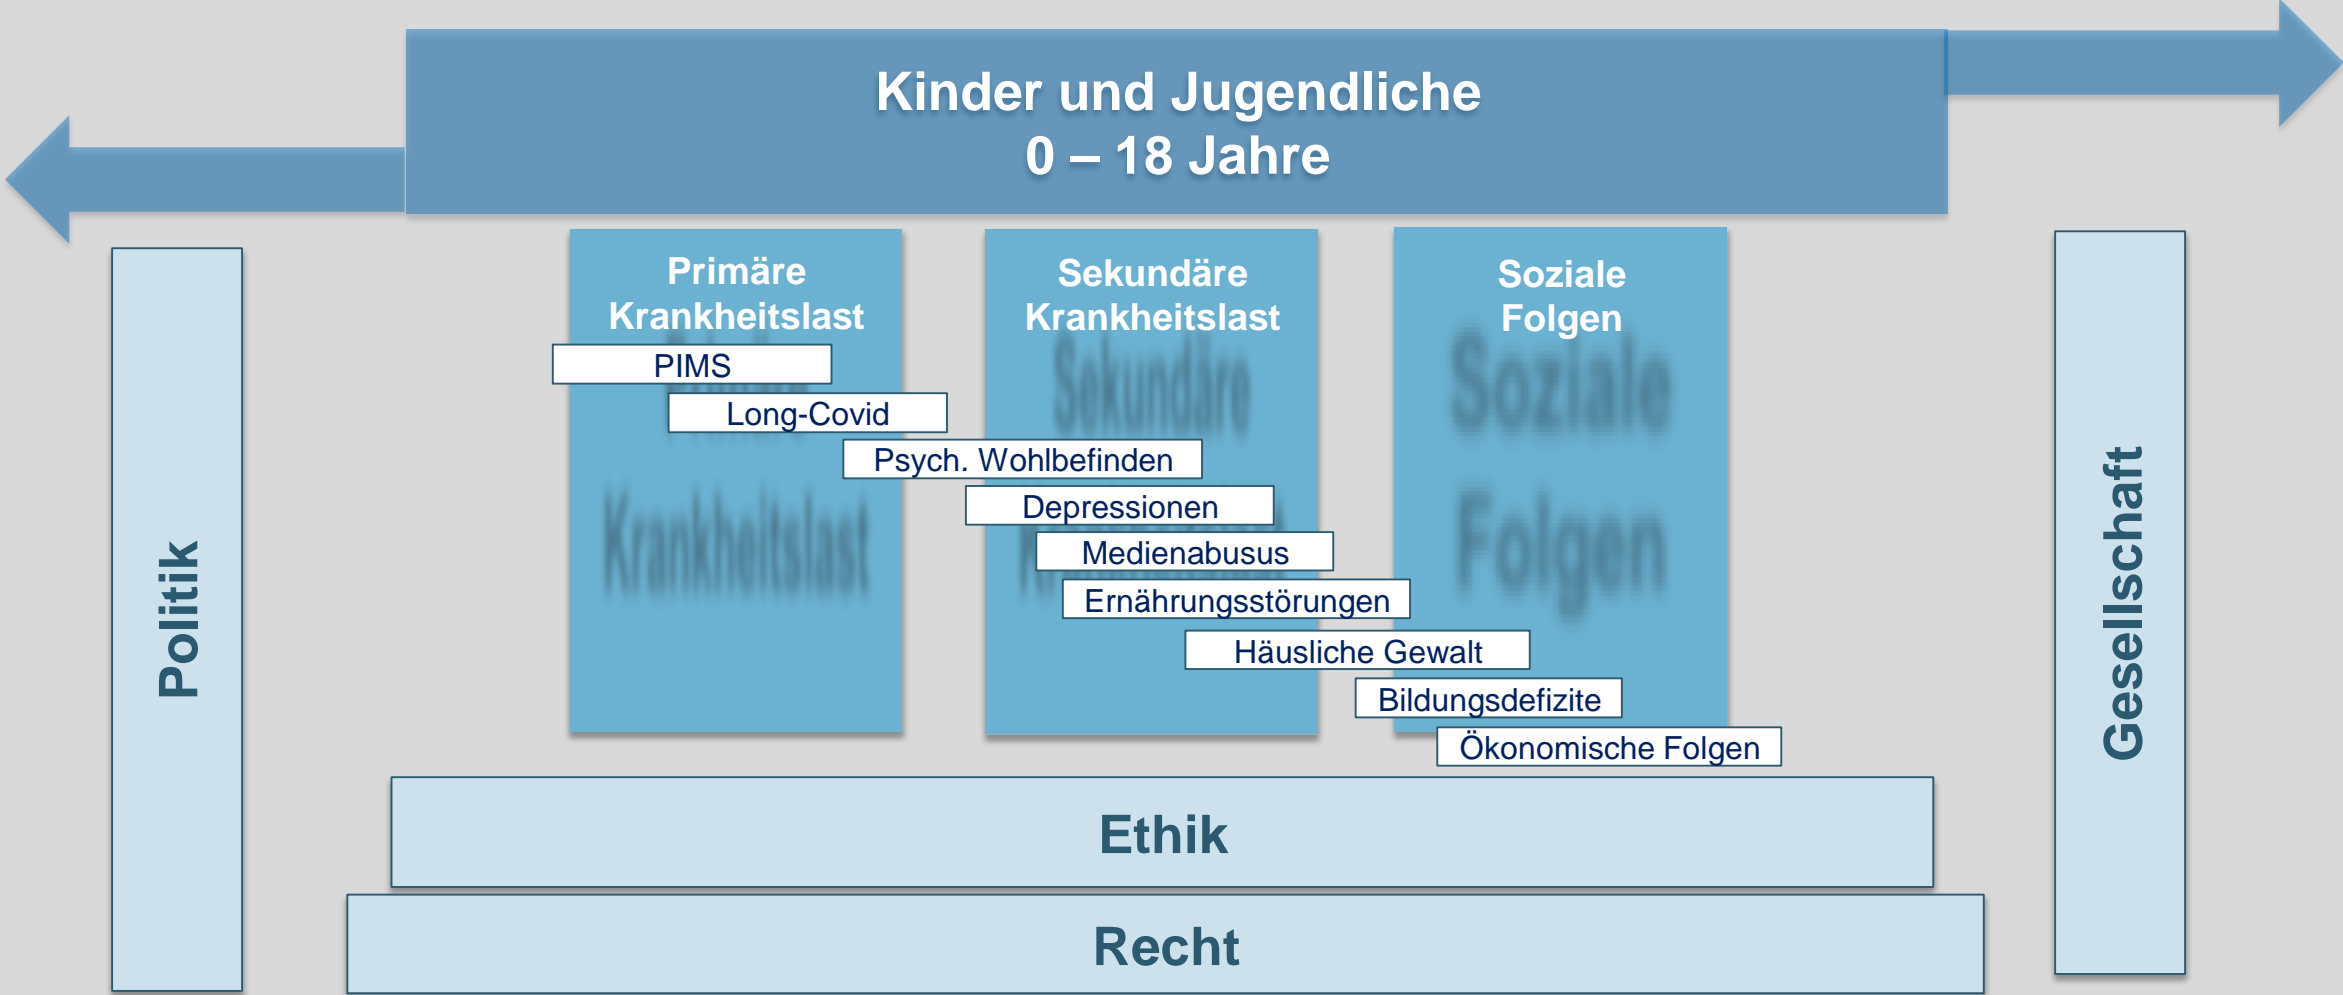 Kinder und Jugendliche
0 – 18 Jahre
Primäre
Krankheitslast
Sekundäre
Krankheitslast
Soziale
Folgen
PIMS
Long-Covid
Psych. Wohlbefinden
Depressionen
Medienabusus
Ernährungsstörungen
Häusliche Gewalt
Bildungsdefizite
Ökonomische Folgen
Politik
Gesellschaft
Ethik
Recht